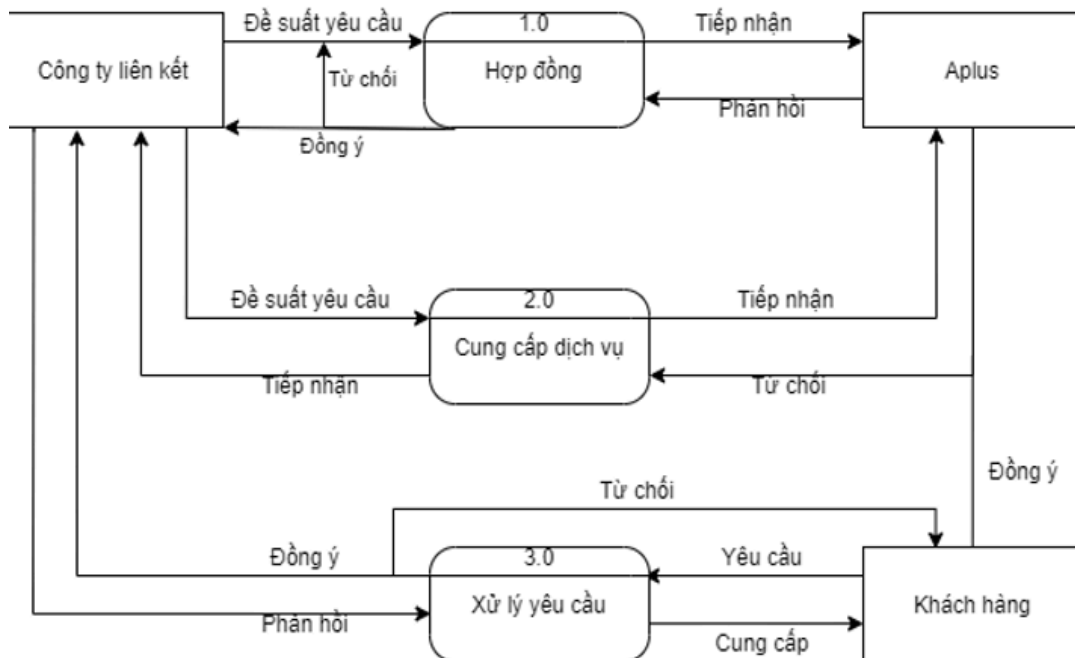 Đề suất yêu cầu
1.0
Tiếp nhận
Công ty liên kết
Từ chối
Hợp đồng
Aplus
Phản hồi
Đồng ý
Đề suất yêu cầu
2.0
Tiếp nhận
Cung cấp dịch vụ
Tiếp nhận
Từ chối
Đồng ý
Từ chối
Đồng ý
3.0
Yêu cầu
Xử lý yêu cầu
Khách hàng
Phản hồi
Cung cấp